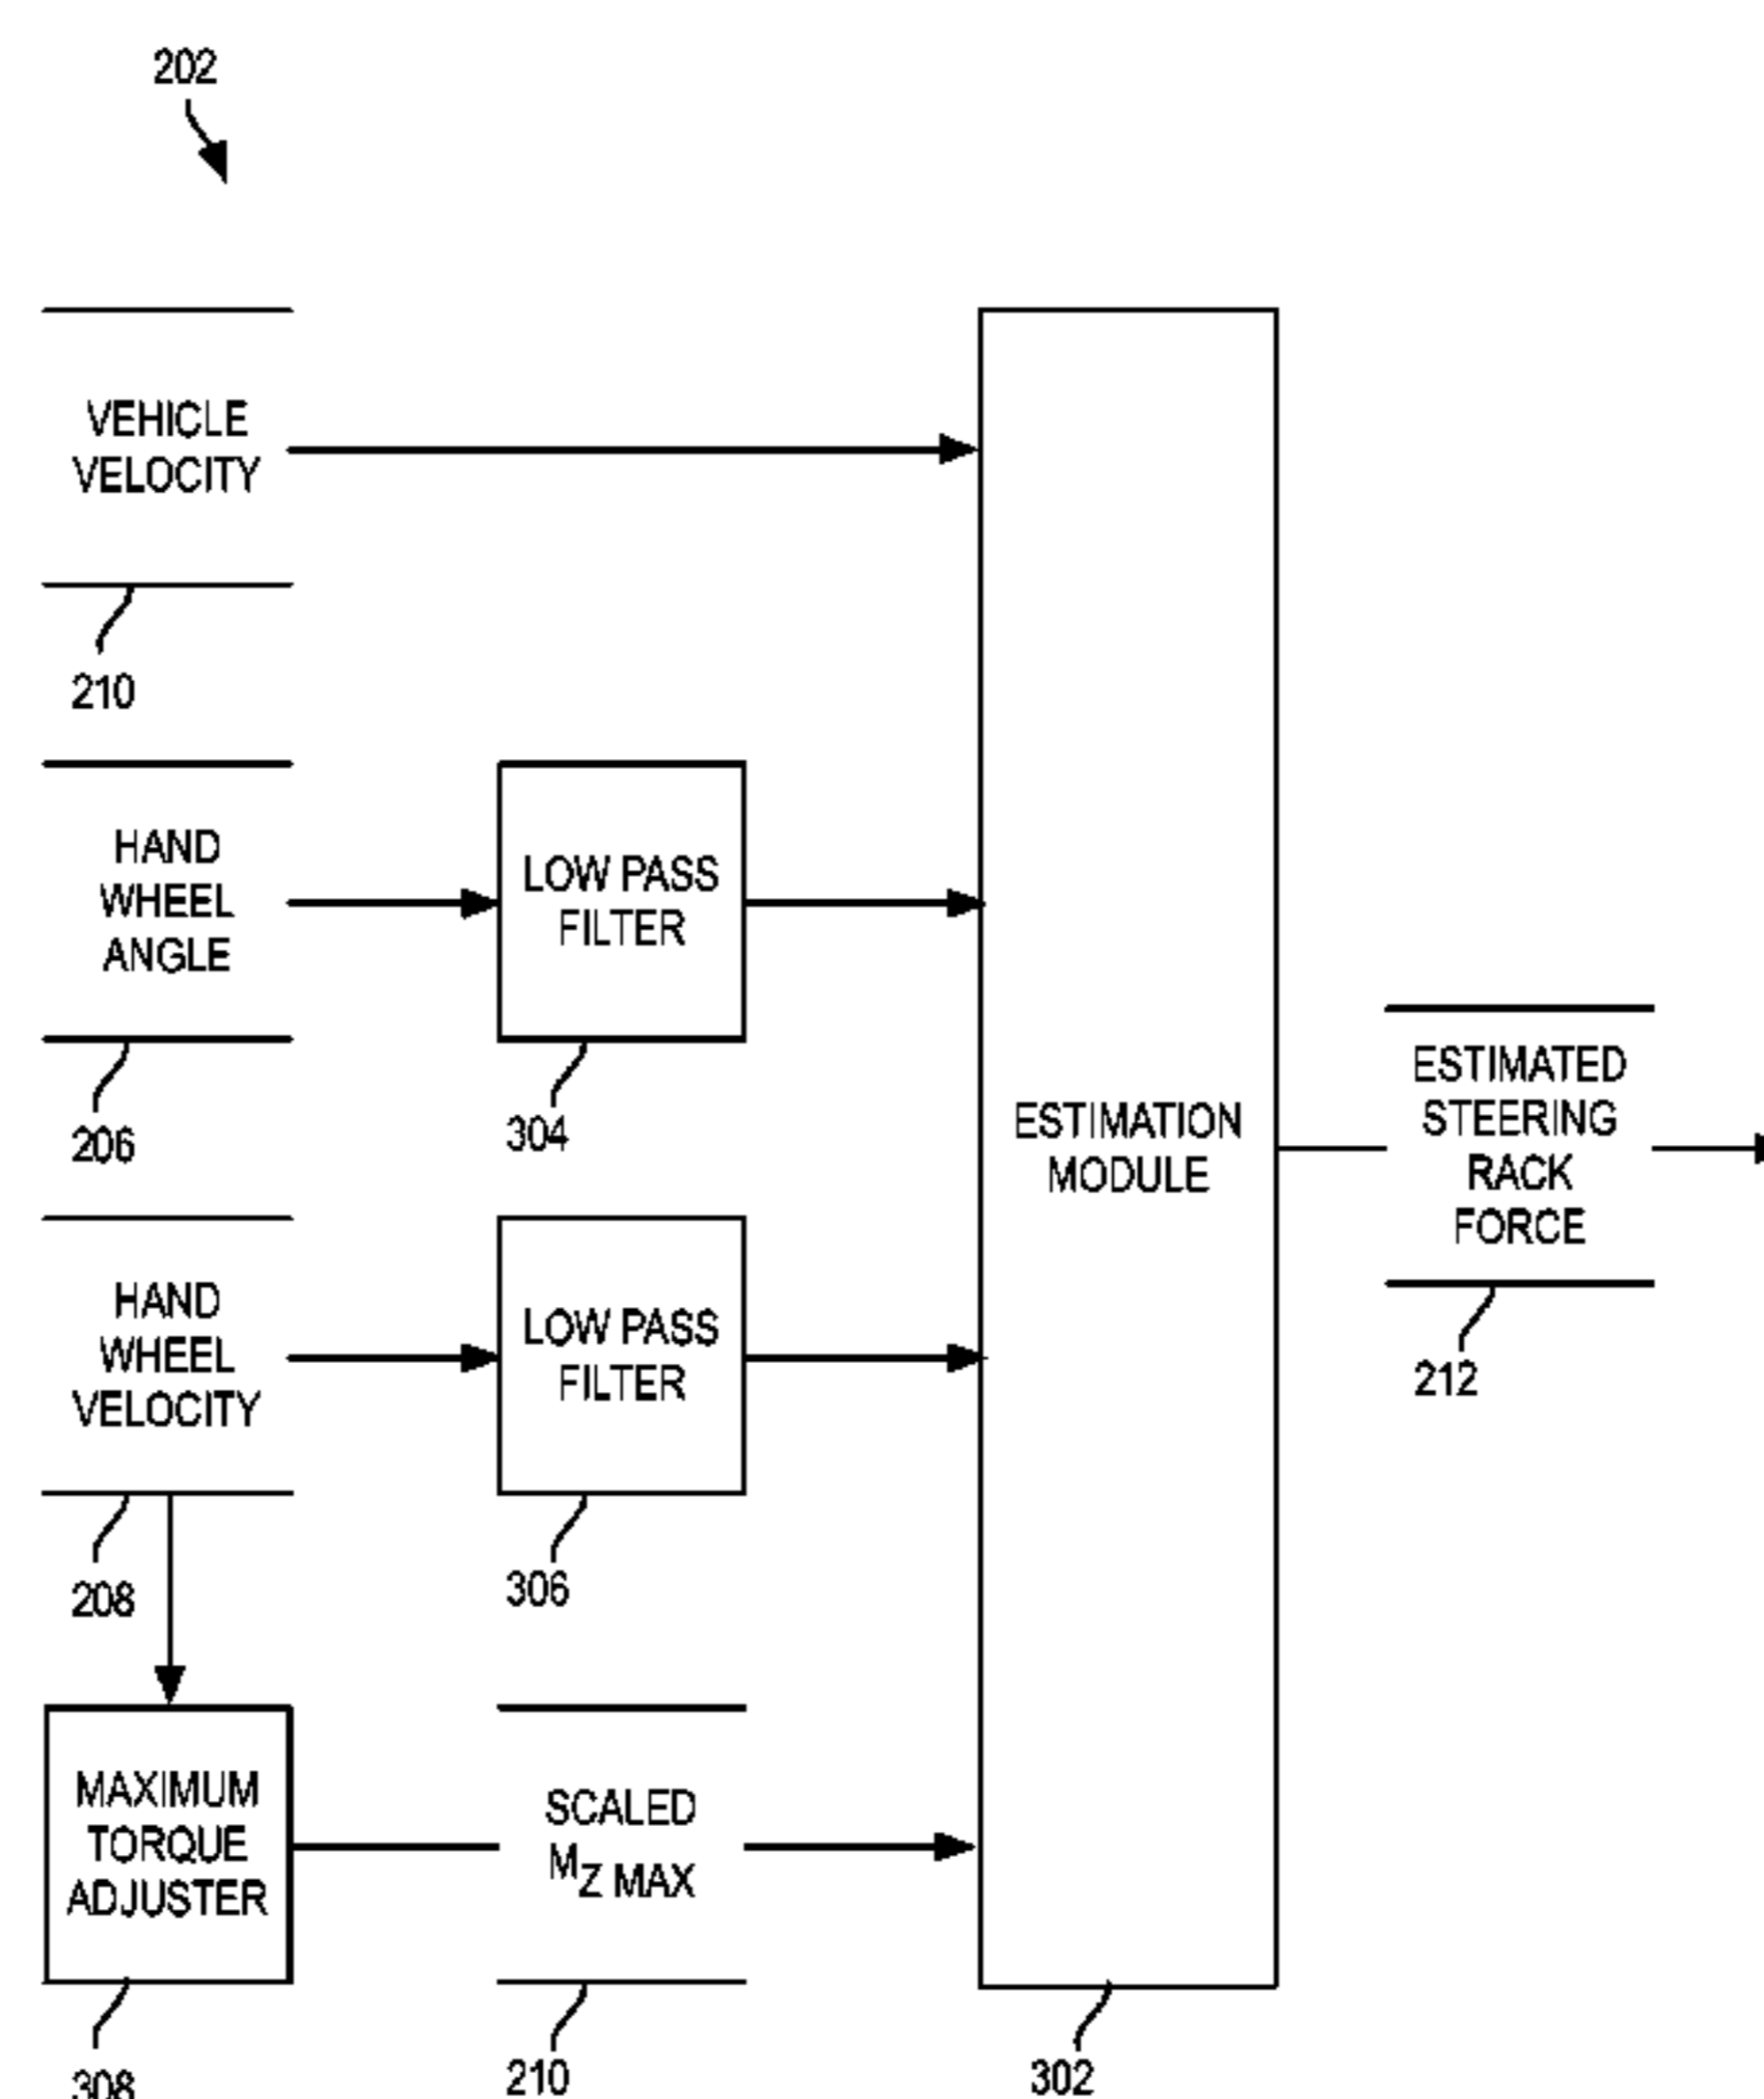 202
VEHICLE
VELOCITY
210
HAND
WHEEL
ANGLE
206
LOW PASS
FILTER
304
HAND
WHEEL
VELOCITY
208
LOW PASS
FILTER
306
MAXIMUM
TORQUE
ADJUSTER
308
SCALED
MZ MAX
210
ESTIMATION
MODULE
302
ESTIMATED
STEERING
RACK
FORCE
212